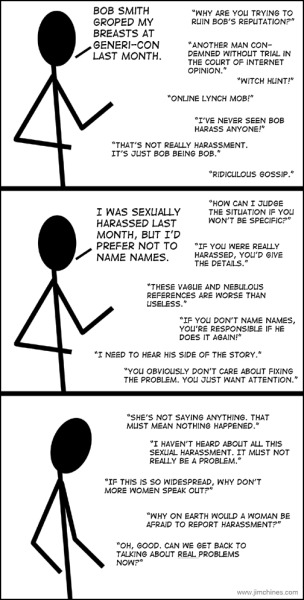 BOB SMITH
GROPED MY
BREASTS AT
GENERI-CON
LAST MONTH.
"WHY ARE YOU TRYING TO
RUIN BOB'S REPUTATION?"
"ANOTHER MAN CON-
DEMNED WITHOUT TRIAL IN
THE COURT OF INTERNET
OPINION."
"WITCH HUNT!"
"ONLINE LYNCH MOB!"
"I'VE NEVER SEEN BOB
HARASS ANYONE!"
"THAT'S NOT REALLY HARASSMENT.
IT'S JUST BOB BEING BOB."
"RIDICULOUS GOSSIP."
I WAS SEXUALLY
HARASSED LAST
MONTH, BUT I'D
PREFER NOT TO
NAME NAMES.
"HOW CAN I JUDGE
THE SITUATION IF YOU
WON'T BE SPECIFIC?"
"IF YOU WERE REALLY
HARASSED, YOU'D GIVE
THE DETAILS."
"THESE VAGUE AND NEBULOUS
REFERENCES ARE WORSE THAN
USELESS."
"IF YOU DON'T NAME NAMES,
YOU'RE RESPONSIBLE IF HE
DOES IT AGAIN!"
"I NEED TO HEAR HIS SIDE OF THE STORY."
"YOU OBVIOUSLY DON'T CARE ABOUT FIXING
THE PROBLEM. YOU JUST WANT ATTENTION."
"SHE'S NOT SAYING ANYTHING. THAT
MUST MEAN NOTHING HAPPENED."
"I HAVEN'T HEARD ABOUT ALL THIS
SEXUAL HARASSMENT. IT MUST NOT
REALLY BE A PROBLEM."
"IF THIS IS SO WIDESPREAD, WHY DON'T
MORE WOMEN SPEAK OUT?"
"WHY ON EARTH WOULD A WOMAN BE
AFRAID TO REPORT HARASSMENT?"
"OH, GOOD. CAN WE GET BACK TO
TALKING ABOUT REAL PROBLEMS
NOW?"
www.jimchines.com